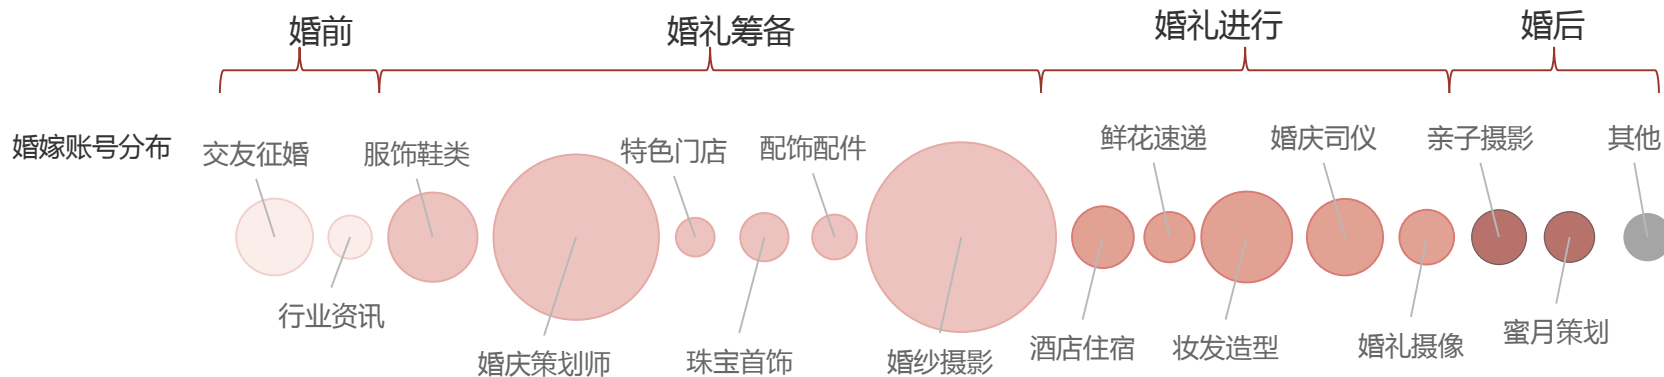 婚前
婚礼筹备
婚礼进行
婚后
婚嫁账号分布
交友征婚
服饰鞋类
特色门店
配饰配件
鲜花速递
婚庆司仪
亲子摄影
其他
行业资讯
婚庆策划师
珠宝首饰
婚纱摄影
酒店住宿
妆发造型
婚礼摄像
蜜月策划